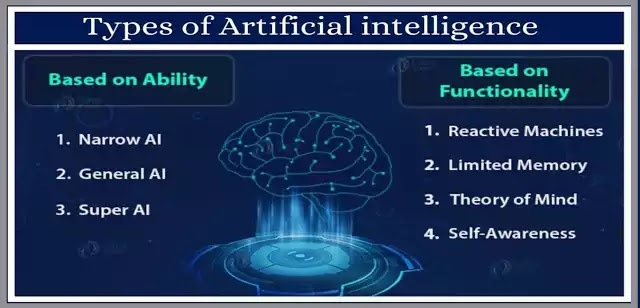 Types of Artificial intelligence
Based on Ability
1. Narrow AI
2. General AI
3. Super AI
Based on
Functionality
1. Reactive Machines
2. Limited Memory
3. Theory of Mind
4. Self-Awareness